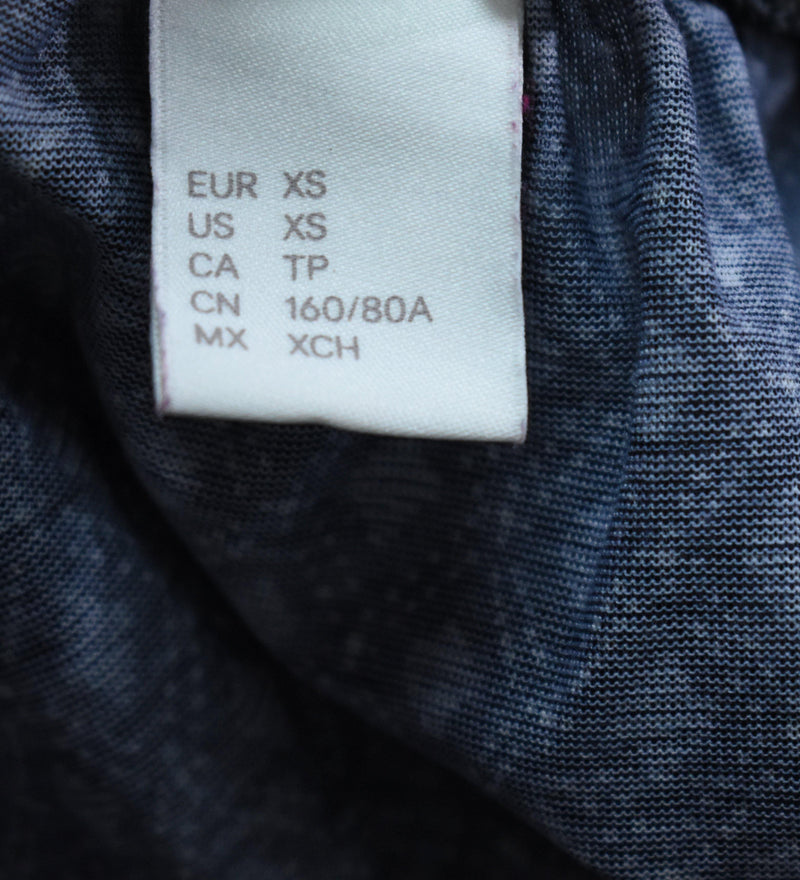 EUR XS
US XS
CA TP
CN 160/80A
MX XCH